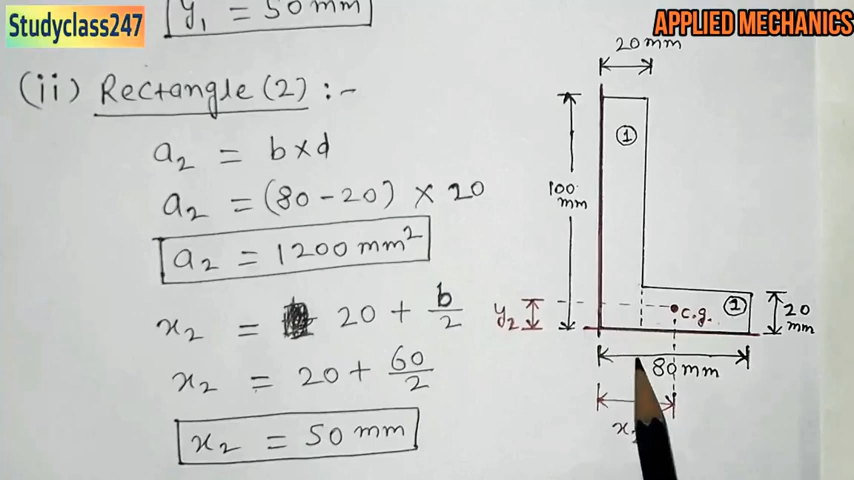 Studyclass247
APPLIED MECHANICS
y₁ = 50 mm
(ii) Rectangle (2) :-
a₂ = b×d
a₂ = (80 - 20) × 20
a₂ = 1200 mm²
x₂ = 20 + b/2
x₂ = 20 + 60/2
x₂ = 50 mm
20 mm
①
100
mm
y₂
c.g.
20
mm
80 mm